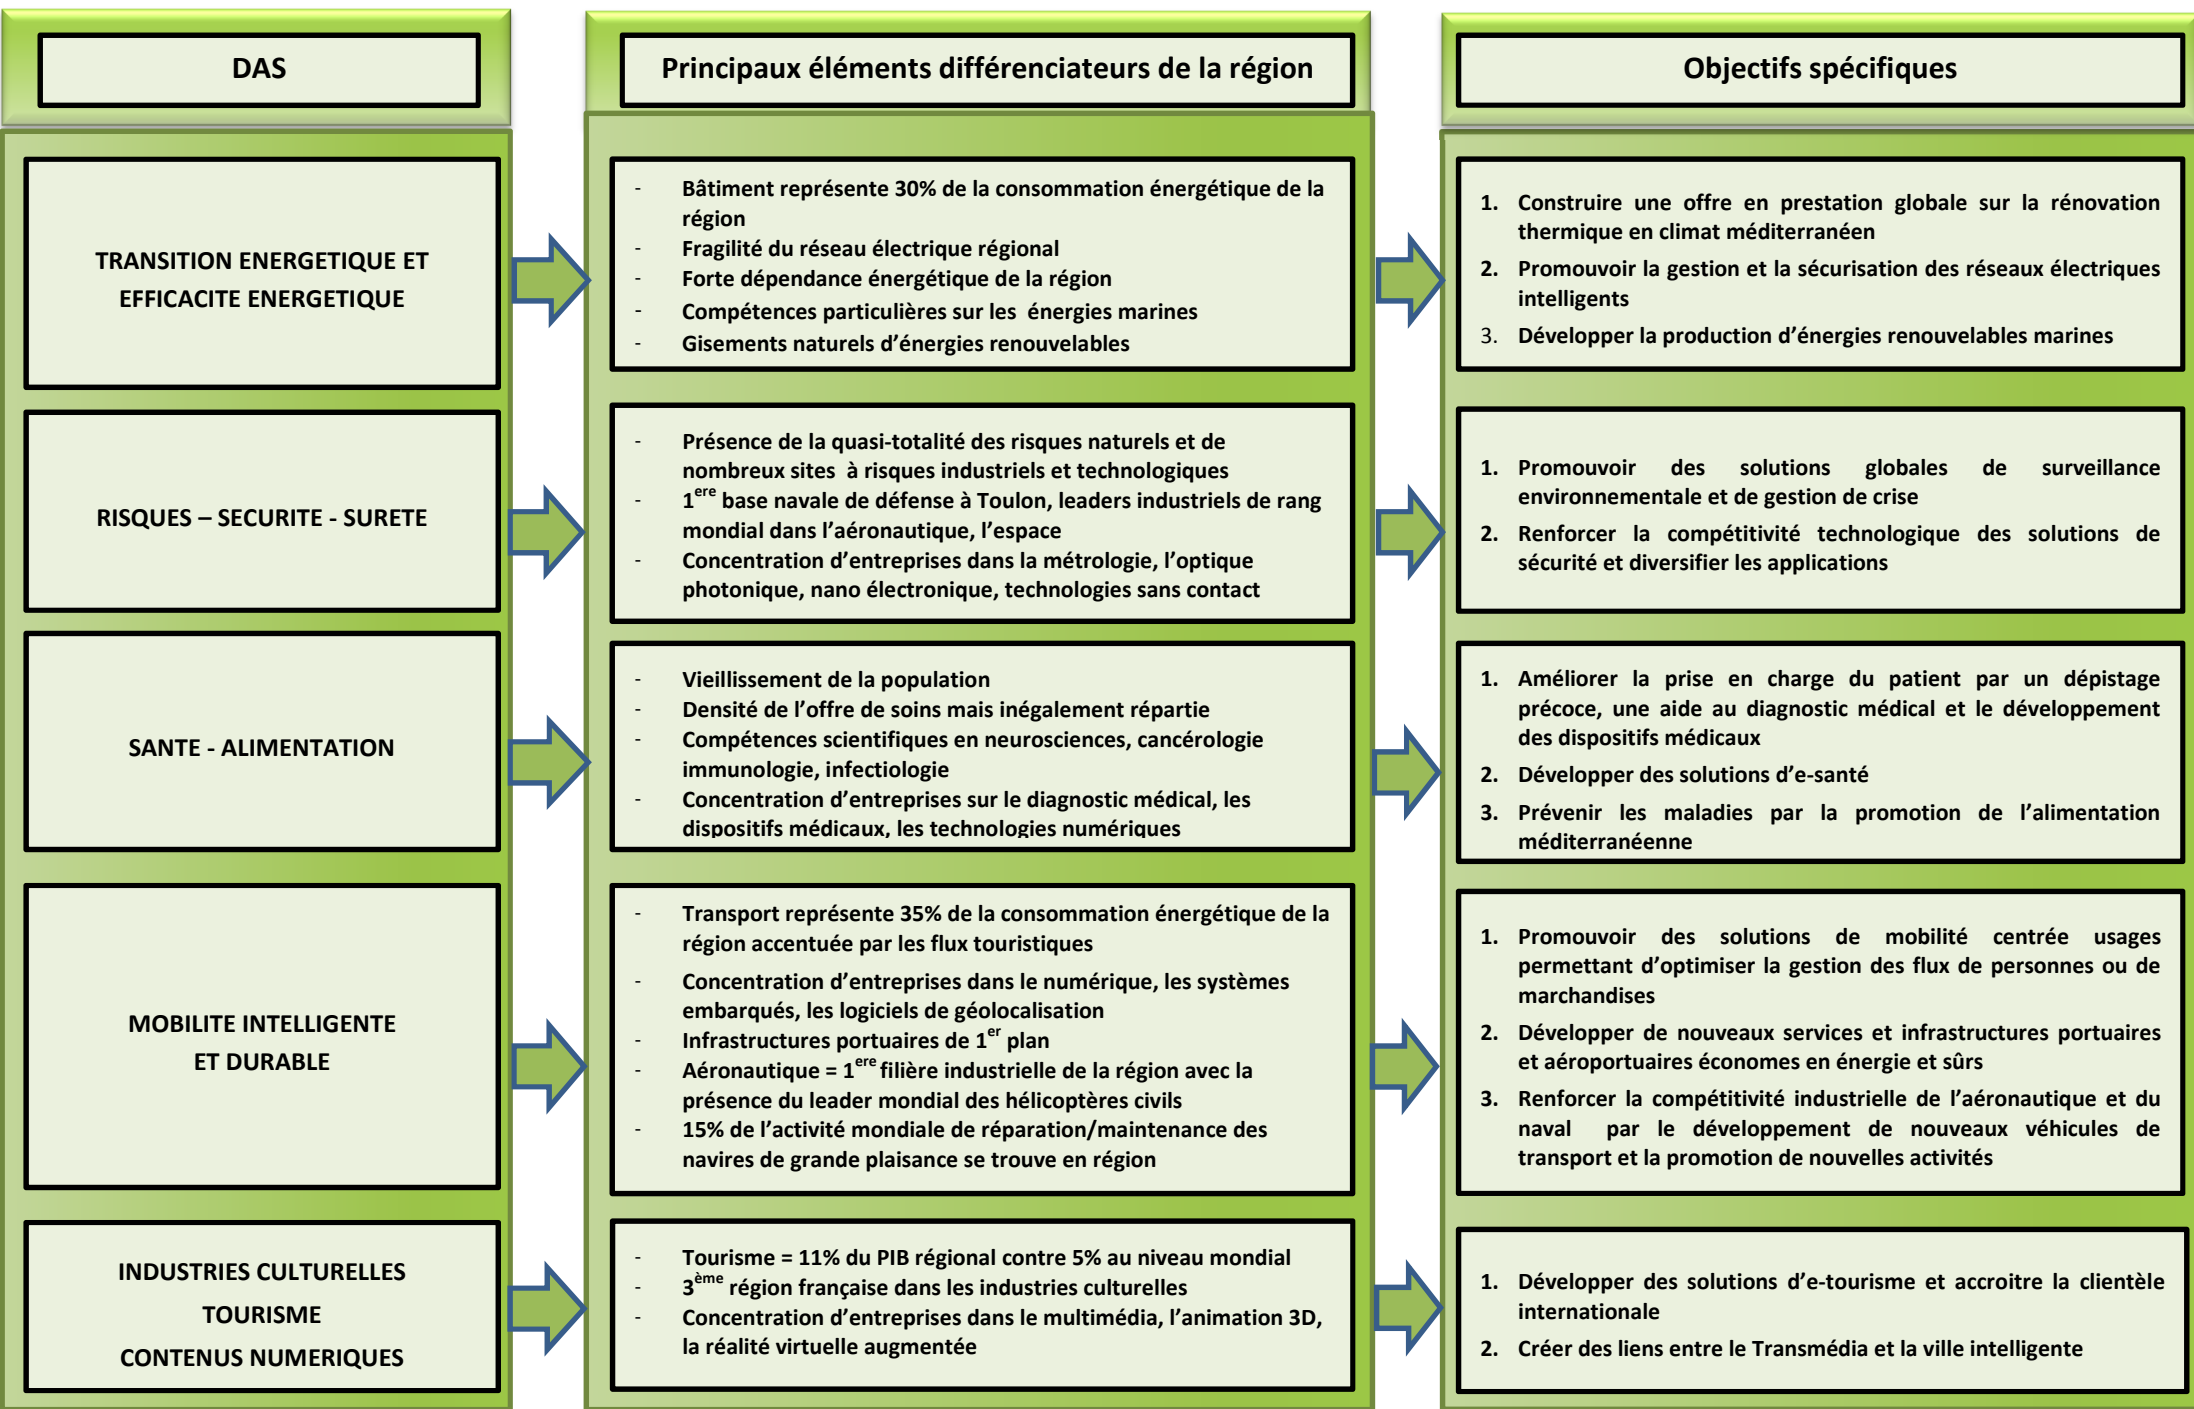 DAS
Principaux éléments différenciateurs de la région
Objectifs spécifiques
TRANSITION ENERGETIQUE ET
EFFICACITE ENERGETIQUE
- Bâtiment représente 30% de la consommation énergétique de la
région
- Fragilité du réseau électrique régional
- Forte dépendance énergétique de la région
- Compétences particulières sur les énergies marines
- Gisements naturels d’énergies renouvelables
1. Construire une offre en prestation globale sur la rénovation
thermique en climat méditerranéen
2. Promouvoir la gestion et la sécurisation des réseaux électriques
intelligents
3. Développer la production d’énergies renouvelables marines
RISQUES – SECURITE - SURETE
- Présence de la quasi-totalité des risques naturels et de
nombreux sites à risques industriels et technologiques
- 1ere base navale de défense à Toulon, leaders industriels de rang
mondial dans l’aéronautique, l’espace
- Concentration d’entreprises dans la métrologie, l’optique
photonique, nano électronique, technologies sans contact
1. Promouvoir des solutions globales de surveillance
environnementale et de gestion de crise
2. Renforcer la compétitivité technologique des solutions de
sécurité et diversifier les applications
SANTE - ALIMENTATION
- Vieillissement de la population
- Densité de l’offre de soins mais inégalement répartie
- Compétences scientifiques en neurosciences, cancérologie
immunologie, infectiologie
- Concentration d’entreprises sur le diagnostic médical, les
dispositifs médicaux, les technologies numériques
1. Améliorer la prise en charge du patient par un dépistage
précoce, une aide au diagnostic médical et le développement
des dispositifs médicaux
2. Développer des solutions d’e-santé
3. Prévenir les maladies par la promotion de l’alimentation
méditerranéenne
MOBILITE INTELLIGENTE
ET DURABLE
- Transport représente 35% de la consommation énergétique de la
région accentuée par les flux touristiques
- Concentration d’entreprises dans le numérique, les systèmes
embarqués, les logiciels de géolocalisation
- Infrastructures portuaires de 1er plan
- Aéronautique = 1ere filière industrielle de la région avec la
présence du leader mondial des hélicoptères civils
- 15% de l’activité mondiale de réparation/maintenance des
navires de grande plaisance se trouve en région
1. Promouvoir des solutions de mobilité centrée usages
permettant d’optimiser la gestion des flux de personnes ou de
marchandises
2. Développer de nouveaux services et infrastructures portuaires
et aéroportuaires économes en énergie et sûrs
3. Renforcer la compétitivité industrielle de l’aéronautique et du
naval par le développement de nouveaux véhicules de
transport et la promotion de nouvelles activités
INDUSTRIES CULTURELLES
TOURISME
CONTENUS NUMERIQUES
- Tourisme = 11% du PIB régional contre 5% au niveau mondial
- 3ème région française dans les industries culturelles
- Concentration d’entreprises dans le multimédia, l’animation 3D,
la réalité virtuelle augmentée
1. Développer des solutions d’e-tourisme et accroitre la clientèle
internationale
2. Créer des liens entre le Transmédia et la ville intelligente